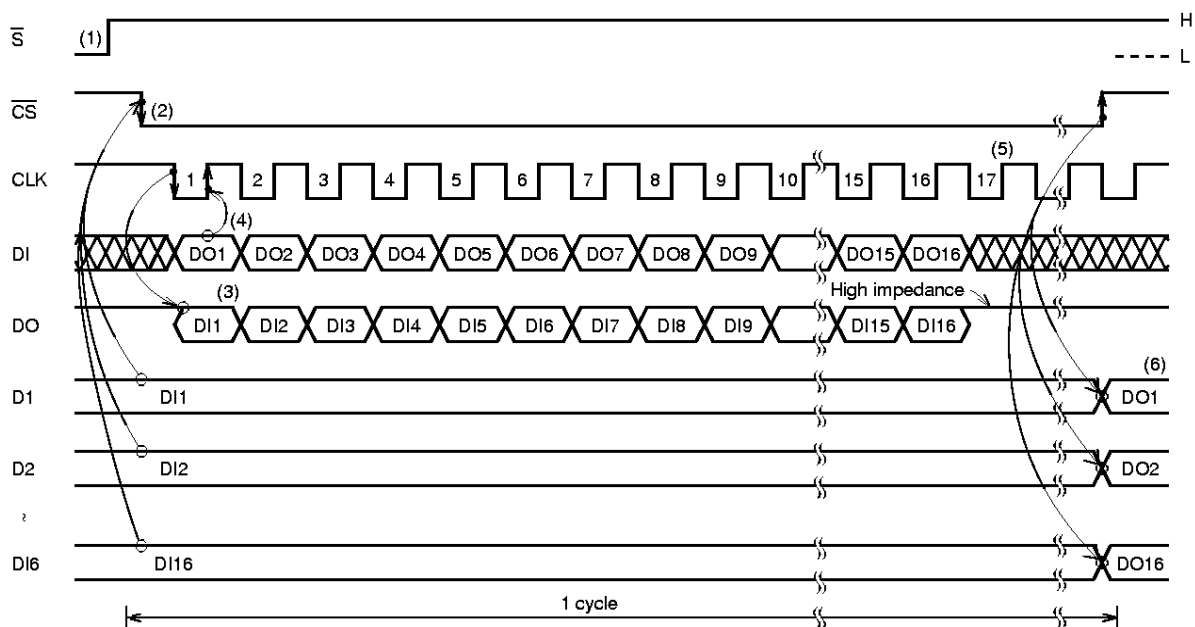 S (1) H
L
CS (2)
CLK 1 2 3 4 5 6 7 8 9 10 15 16 17 (5)
(4)
DI DO1 DO2 DO3 DO4 DO5 DO6 DO7 DO8 DO9 DO15 DO16
(3) High impedance
DO DI1 DI2 DI3 DI4 DI5 DI6 DI7 DI8 DI9 DI15 DI16
(6)
D1 DI1 DO1
D2 DI2 DO2
~
DI6 DI16 DO16
1 cycle